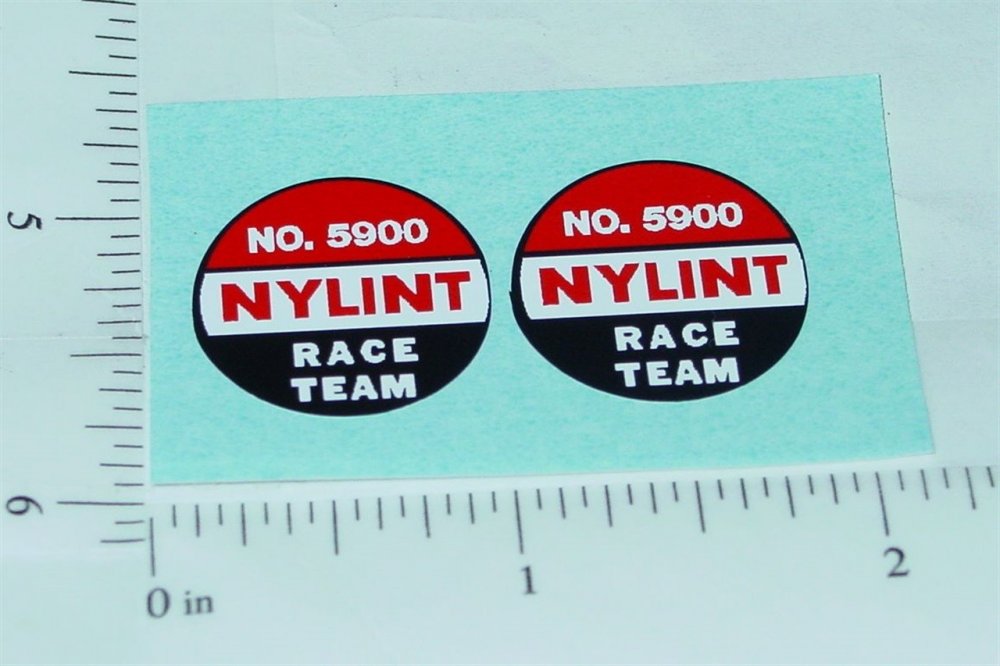 NO. 5900
NYLINT
RACE
TEAM
NO. 5900
NYLINT
RACE
TEAM
5
6
0 in
1
2